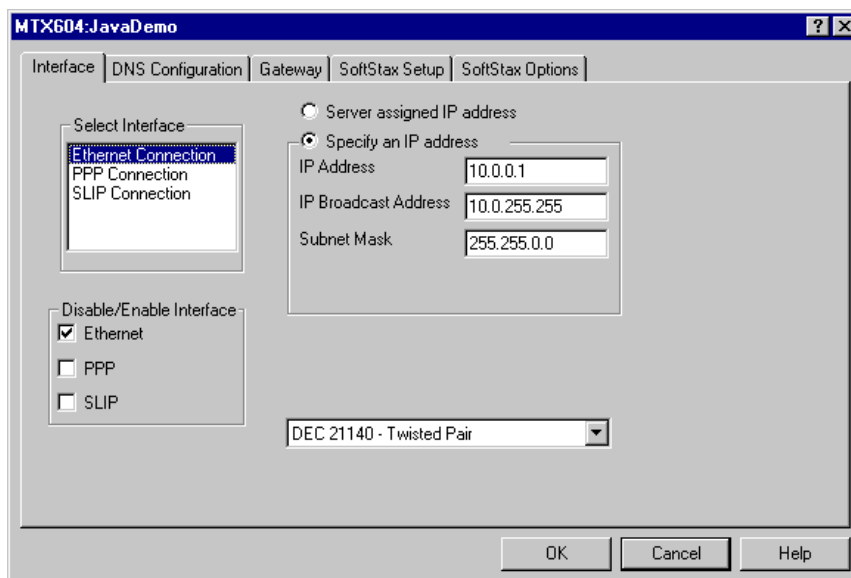 MTX604:JavaDemo
Interface
DNS Configuration
Gateway
SoftStax Setup
SoftStax Options
Select Interface
Ethernet Connection
PPP Connection
SLIP Connection
Server assigned IP address
Specify an IP address
IP Address
10.0.0.1
IP Broadcast Address
10.0.255.255
Subnet Mask
255.255.0.0
Disable/Enable Interface
Ethernet
PPP
SLIP
DEC 21140 - Twisted Pair
OK
Cancel
Help